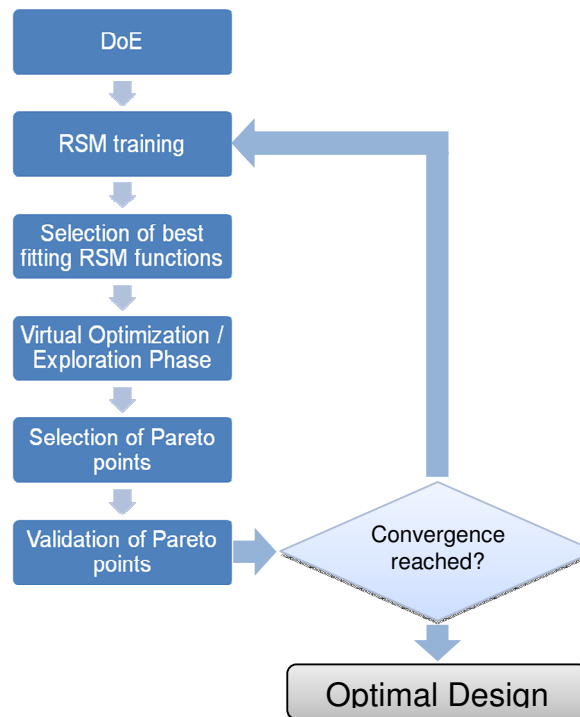 DoE
RSM training
Selection of best
fitting RSM functions
Virtual Optimization /
Exploration Phase
Selection of Pareto
points
Validation of Pareto
points
Convergence
reached?
Optimal Design